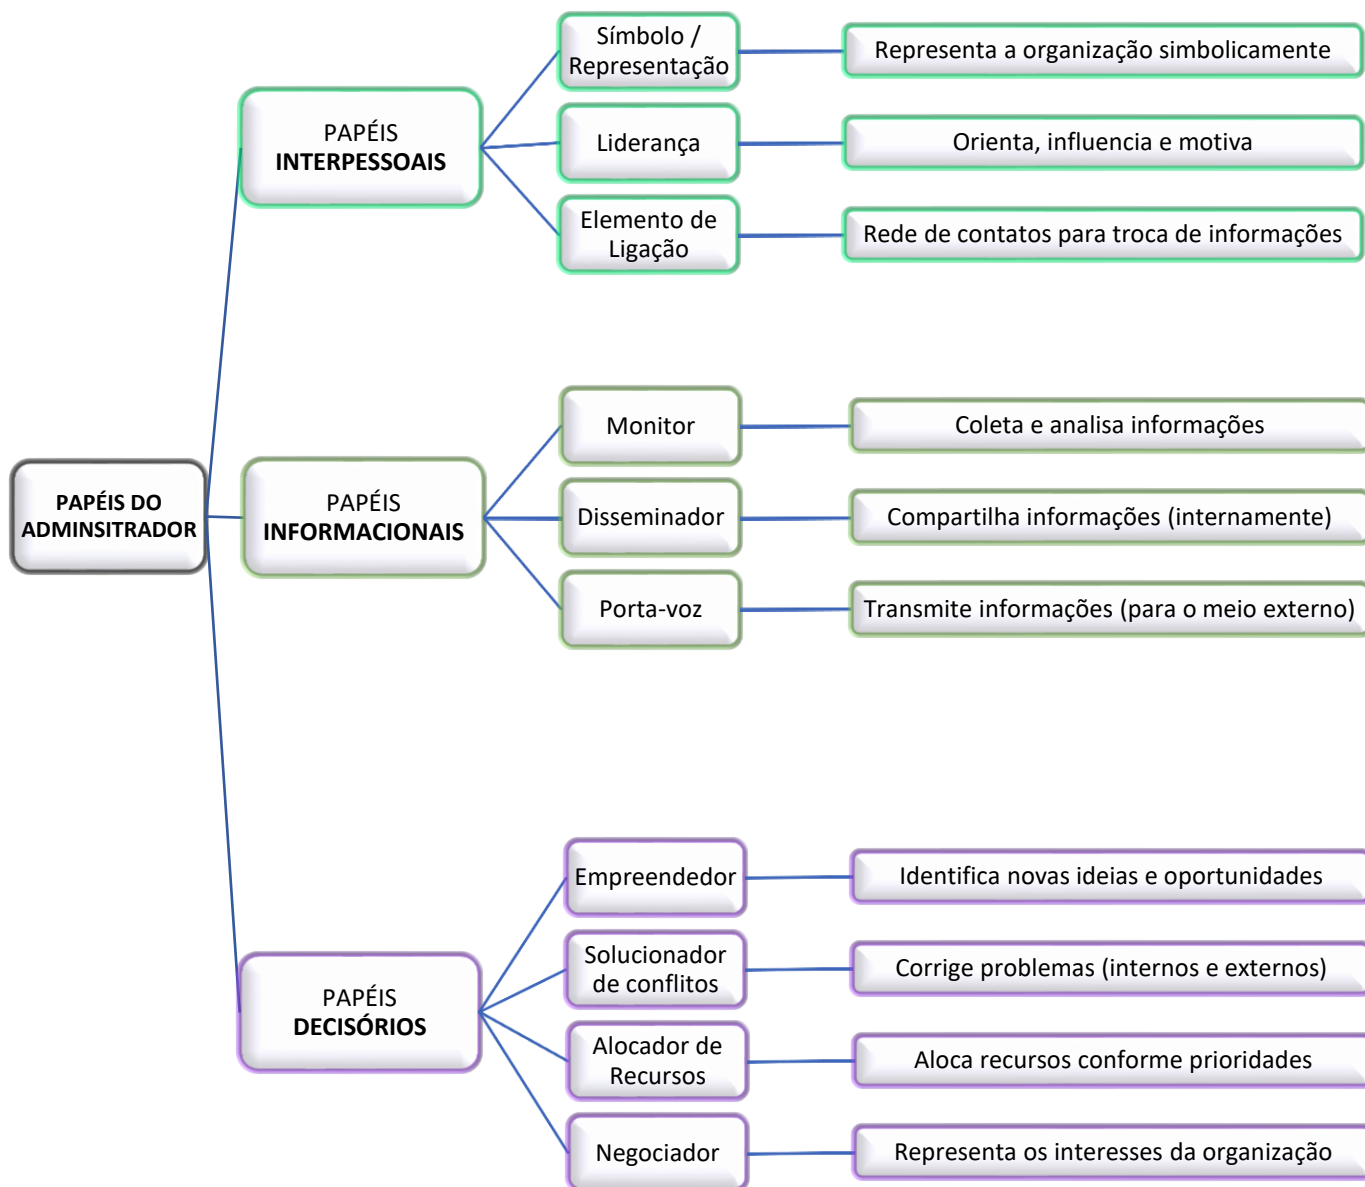 PAPÉIS DO
ADMINSITRADOR
PAPÉIS
INTERPESSOAIS
Símbolo /
Representação
Representa a organização simbolicamente
Liderança
Orienta, influencia e motiva
Elemento de
Ligação
Rede de contatos para troca de informações
PAPÉIS
INFORMACIONAIS
Monitor
Coleta e analisa informações
Disseminador
Compartilha informações (internamente)
Porta-voz
Transmite informações (para o meio externo)
PAPÉIS
DECISÓRIOS
Empreendedor
Identifica novas ideias e oportunidades
Solucionador
de conflitos
Corrige problemas (internos e externos)
Alocador de
Recursos
Aloca recursos conforme prioridades
Negociador
Representa os interesses da organização